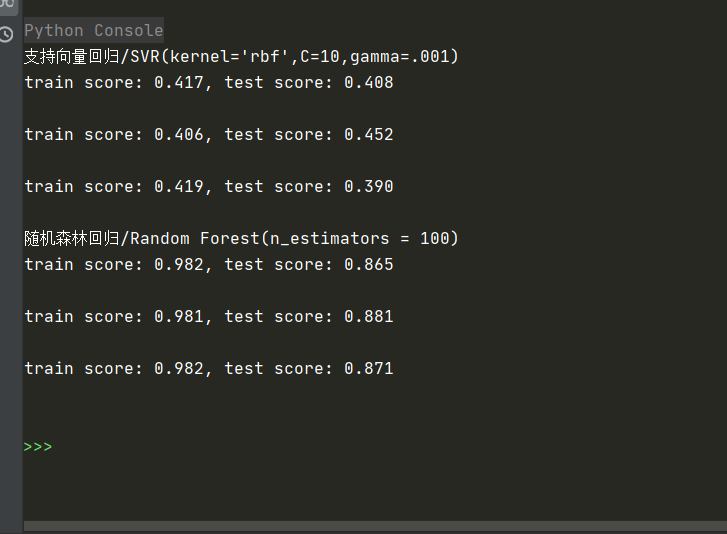 Python Console
支持向量回归/SVR(kernel='rbf',C=10,gamma=.001)
train score: 0.417, test score: 0.408
train score: 0.406, test score: 0.452
train score: 0.419, test score: 0.390
随机森林回归/Random Forest(n_estimators = 100)
train score: 0.982, test score: 0.865
train score: 0.981, test score: 0.881
train score: 0.982, test score: 0.871
>>>